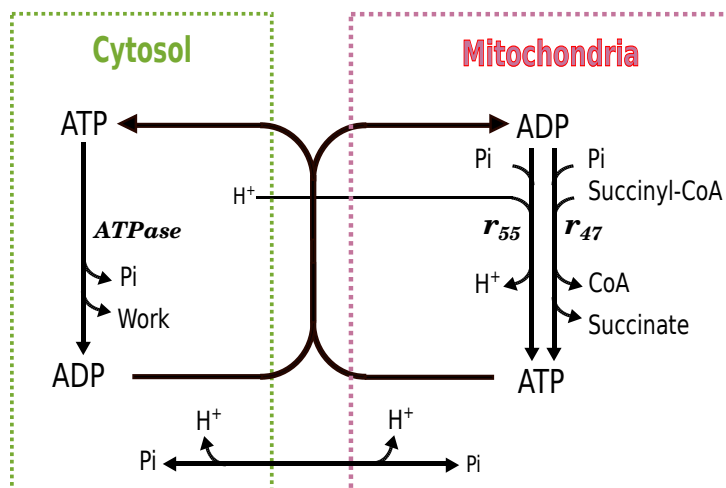 Cytosol
Mitochondria
ATP
ADP
Pi
Pi
H+
Succinyl-CoA
ATPase
r55
r47
Pi
H+
CoA
Work
Succinate
ADP
ATP
H+
H+
Pi
Pi